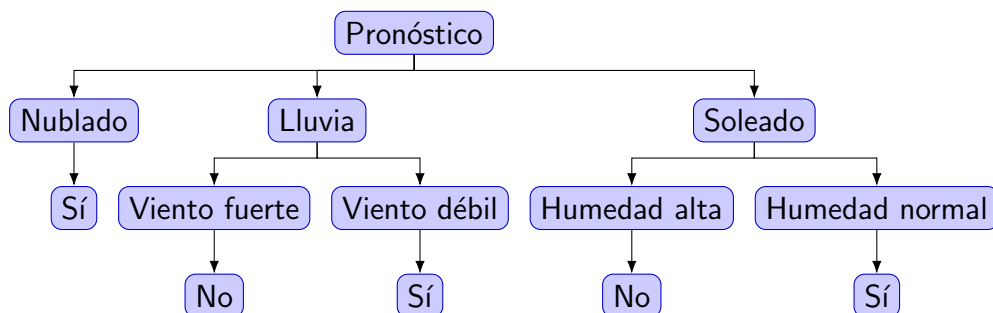 Pronóstico
Nublado
Lluvia
Soleado
Sí
Viento fuerte
Viento débil
Humedad alta
Humedad normal
No
Sí
No
Sí